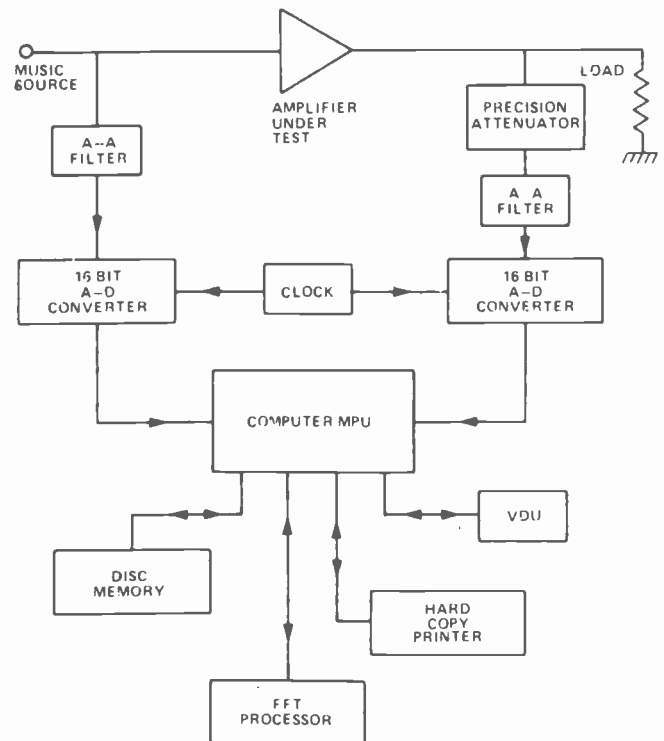 MUSIC
SOURCE
AMPLIFIER
UNDER
TEST
LOAD
PRECISION
ATTENUATOR
A-A
FILTER
A A
FILTER
16 BIT
A-D
CONVERTER
CLOCK
16 BIT
A-D
CONVERTER
COMPUTER MPU
VDU
DISC
MEMORY
HARD
COPY
PRINTER
FFT
PROCESSOR